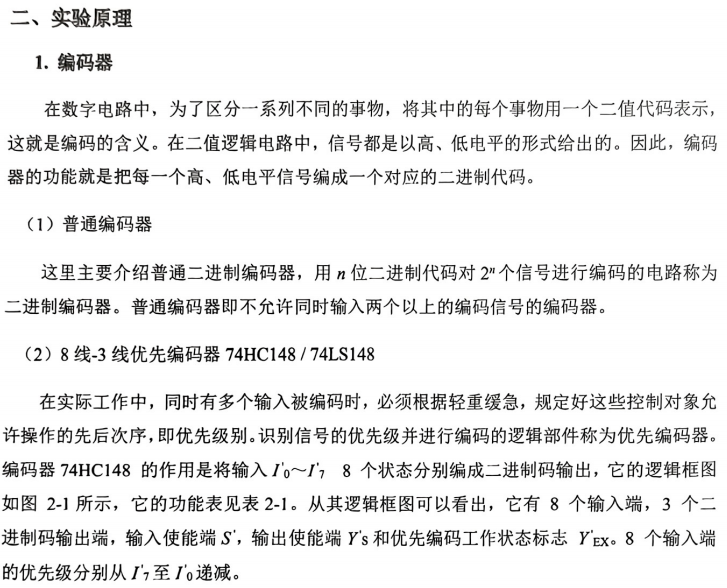 二、实验原理
1. 编码器
在数字电路中，为了区分一系列不同的事物，将其中的每个事物用一个二值代码表示，
这就是编码的含义。在二值逻辑电路中，信号都是以高、低电平的形式给出的。因此，编码
器的功能就是把每一个高、低电平信号编成一个对应的二进制代码。
（1）普通编码器
这里主要介绍普通二进制编码器，用 n 位二进制代码对 2ⁿ 个信号进行编码的电路称为
二进制编码器。普通编码器即不允许同时输入两个以上的编码信号的编码器。
（2）8 线-3 线优先编码器 74HC148 / 74LS148
在实际工作中，同时有多个输入被编码时，必须根据轻重缓急，规定好这些控制对象允
许操作的先后次序，即优先级别。识别信号的优先级并进行编码的逻辑部件称为优先编码器。
编码器 74HC148 的作用是将输入 I'₀～I'₇ 8 个状态分别编成二进制码输出，它的逻辑框图
如图 2-1 所示，它的功能表见表 2-1。从其逻辑框图可以看出，它有 8 个输入端，3 个二
进制码输出端，输入使能端 S'，输出使能端 Y's 和优先编码工作状态标志 Y'EX。8 个输入端
的优先级分别从 I'₇ 至 I'₀ 递减。